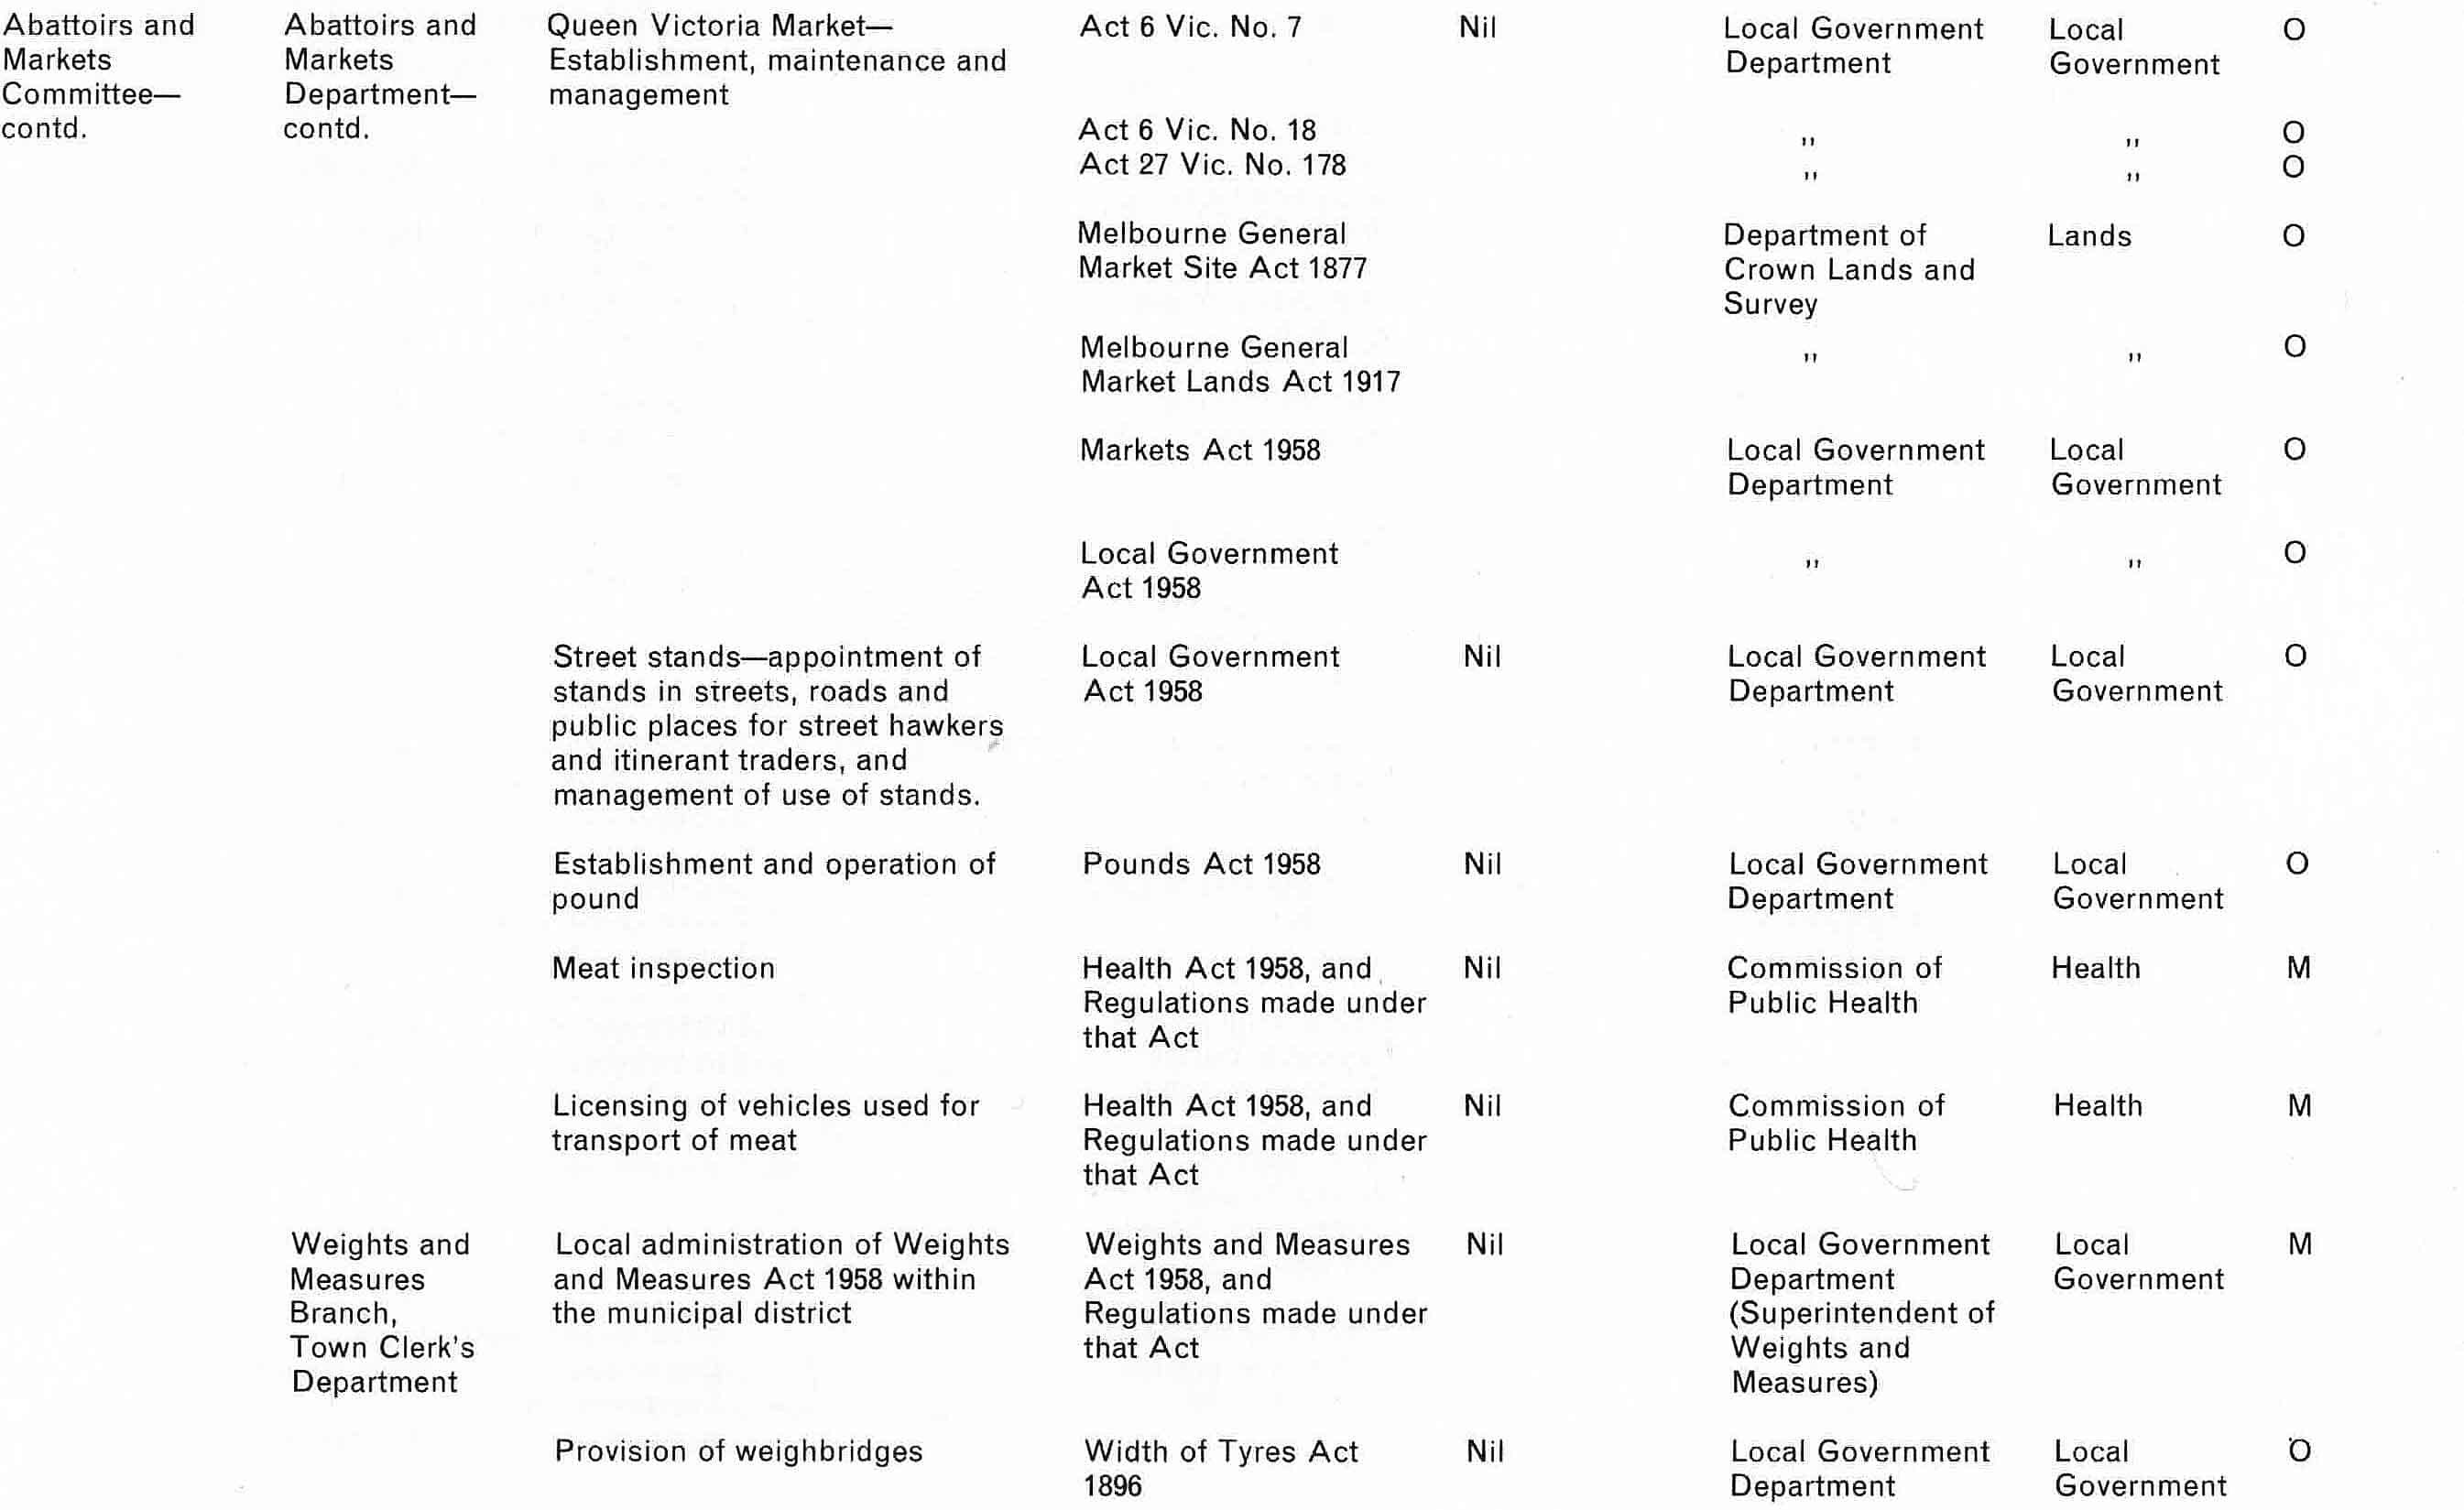 Abattoirs and Abattoirs and Queen Victoria Market— Act 6 Vic. No. 7 Nil Local Government Local O
Markets Markets Establishment, maintenance and Department Government
Committee— Department— management
contd. contd. Act 6 Vic. No. 18 ,, ,, O
Act 27 Vic. No. 178 ,, ,, O
Melbourne General Department of Lands O
Market Site Act 1877 Crown Lands and
Survey
Melbourne General ,, ,, O
Market Lands Act 1917
Markets Act 1958 Local Government Local O
Department Government
Local Government ,, ,, O
Act 1958
Street stands—appointment of Local Government Nil Local Government Local O
stands in streets, roads and Act 1958 Department Government
public places for street hawkers
and itinerant traders, and
management of use of stands.
Establishment and operation of Pounds Act 1958 Nil Local Government Local O
pound Department Government
Meat inspection Health Act 1958, and Nil Commission of Health M
Regulations made under Public Health
that Act
Licensing of vehicles used for Health Act 1958, and Nil Commission of Health M
transport of meat Regulations made under Public Health
that Act
Weights and Local administration of Weights Weights and Measures Nil Local Government Local M
Measures and Measures Act 1958 within Act 1958, and Department Government
Branch, the municipal district Regulations made under (Superintendent of
Town Clerk's that Act Weights and
Department Measures)
Provision of weighbridges Width of Tyres Act Nil Local Government Local O
1896 Department Government